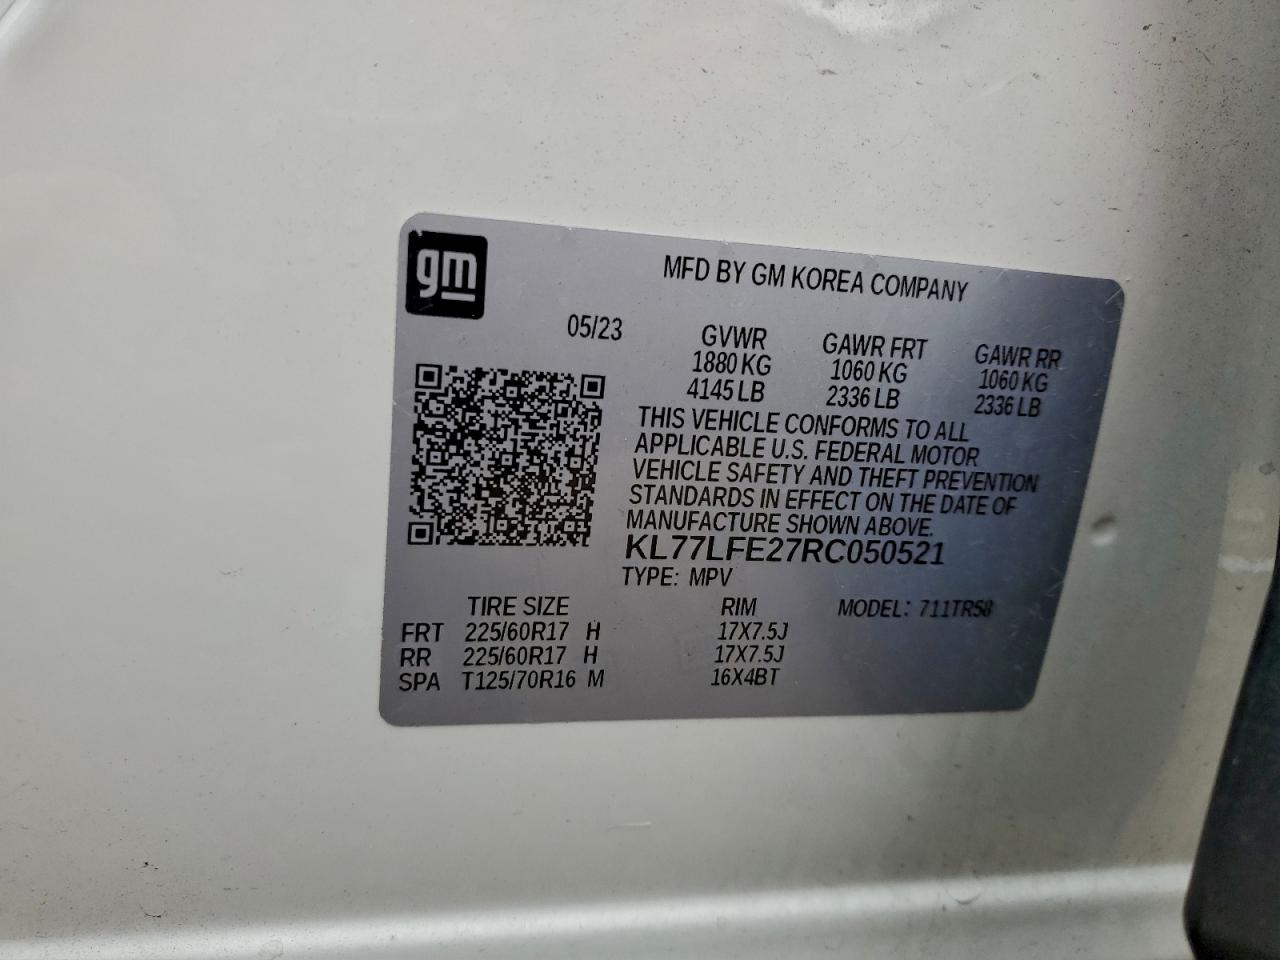 gm
MFD BY GM KOREA COMPANY
05/23 GVWR GAWR FRT GAWR RR
1880 KG 1060 KG 1060 KG
4145 LB 2336 LB 2336 LB
THIS VEHICLE CONFORMS TO ALL
APPLICABLE U.S. FEDERAL MOTOR
VEHICLE SAFETY AND THEFT PREVENTION
STANDARDS IN EFFECT ON THE DATE OF
MANUFACTURE SHOWN ABOVE.
KL77LFE27RC050521
TYPE: MPV
TIRE SIZE RIM MODEL: 711TR58
FRT 225/60R17 H 17X7.5J
RR 225/60R17 H 17X7.5J
SPA T125/70R16 M 16X4BT